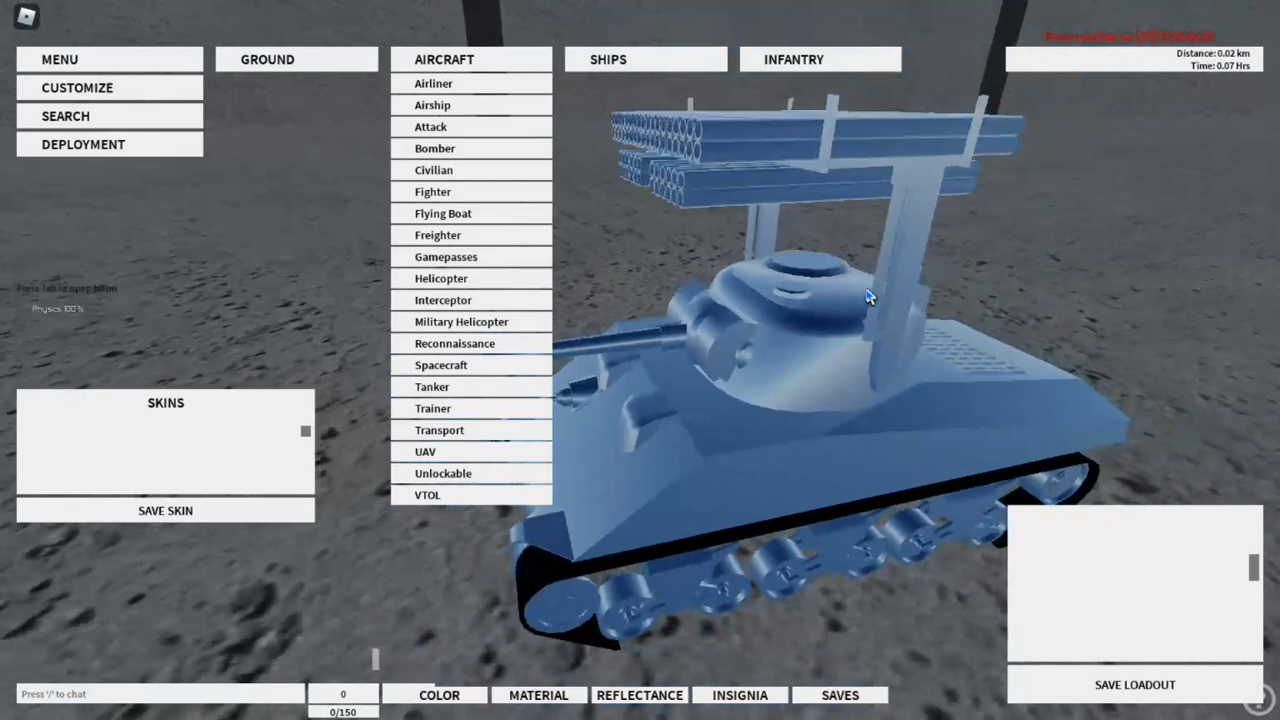 MENU
GROUND
AIRCRAFT
SHIPS
INFANTRY
Distance: 0.02 km
Time: 0.07 Hrs
CUSTOMIZE
SEARCH
DEPLOYMENT
Airliner
Airship
Attack
Bomber
Civilian
Fighter
Flying Boat
Freighter
Gamepasses
Helicopter
Interceptor
Military Helicopter
Reconnaissance
Spacecraft
Tanker
Trainer
Transport
UAV
Unlockable
VTOL
Physics 100 %
SKINS
SAVE SKIN
SAVE LOADOUT
Press '/' to chat
0
0/150
COLOR
MATERIAL
REFLECTANCE
INSIGNIA
SAVES